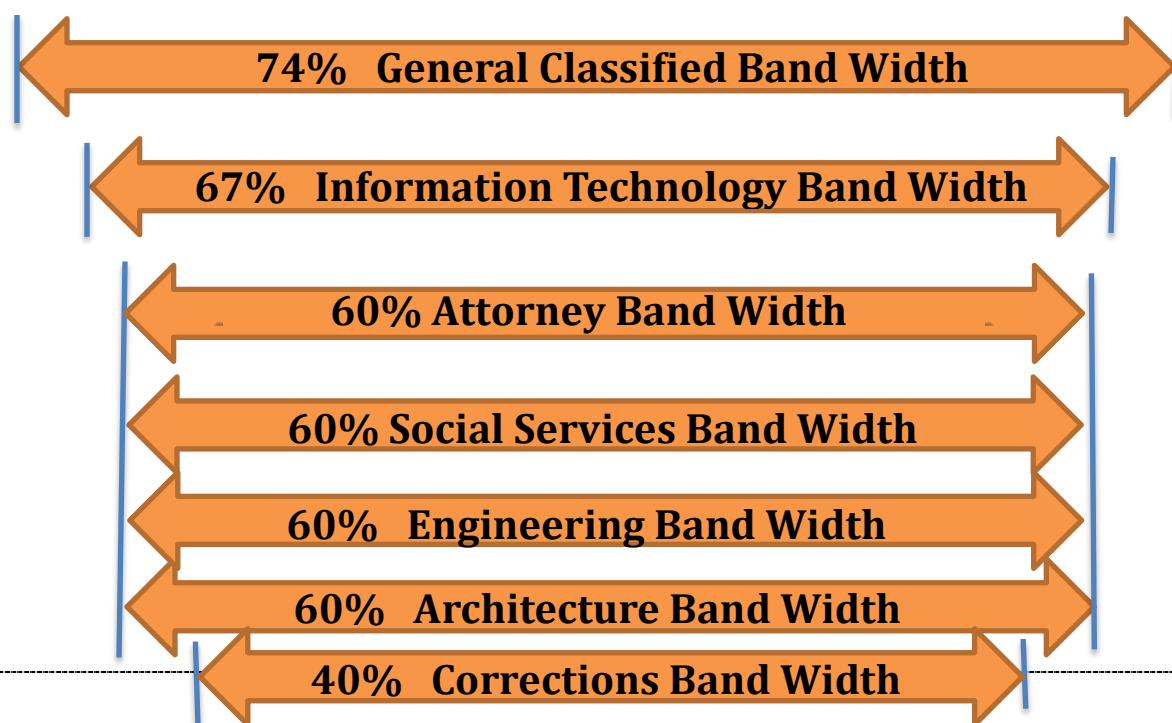 74% General Classified Band Width
67% Information Technology Band Width
60% Attorney Band Width
60% Social Services Band Width
60% Engineering Band Width
60% Architecture Band Width
40% Corrections Band Width